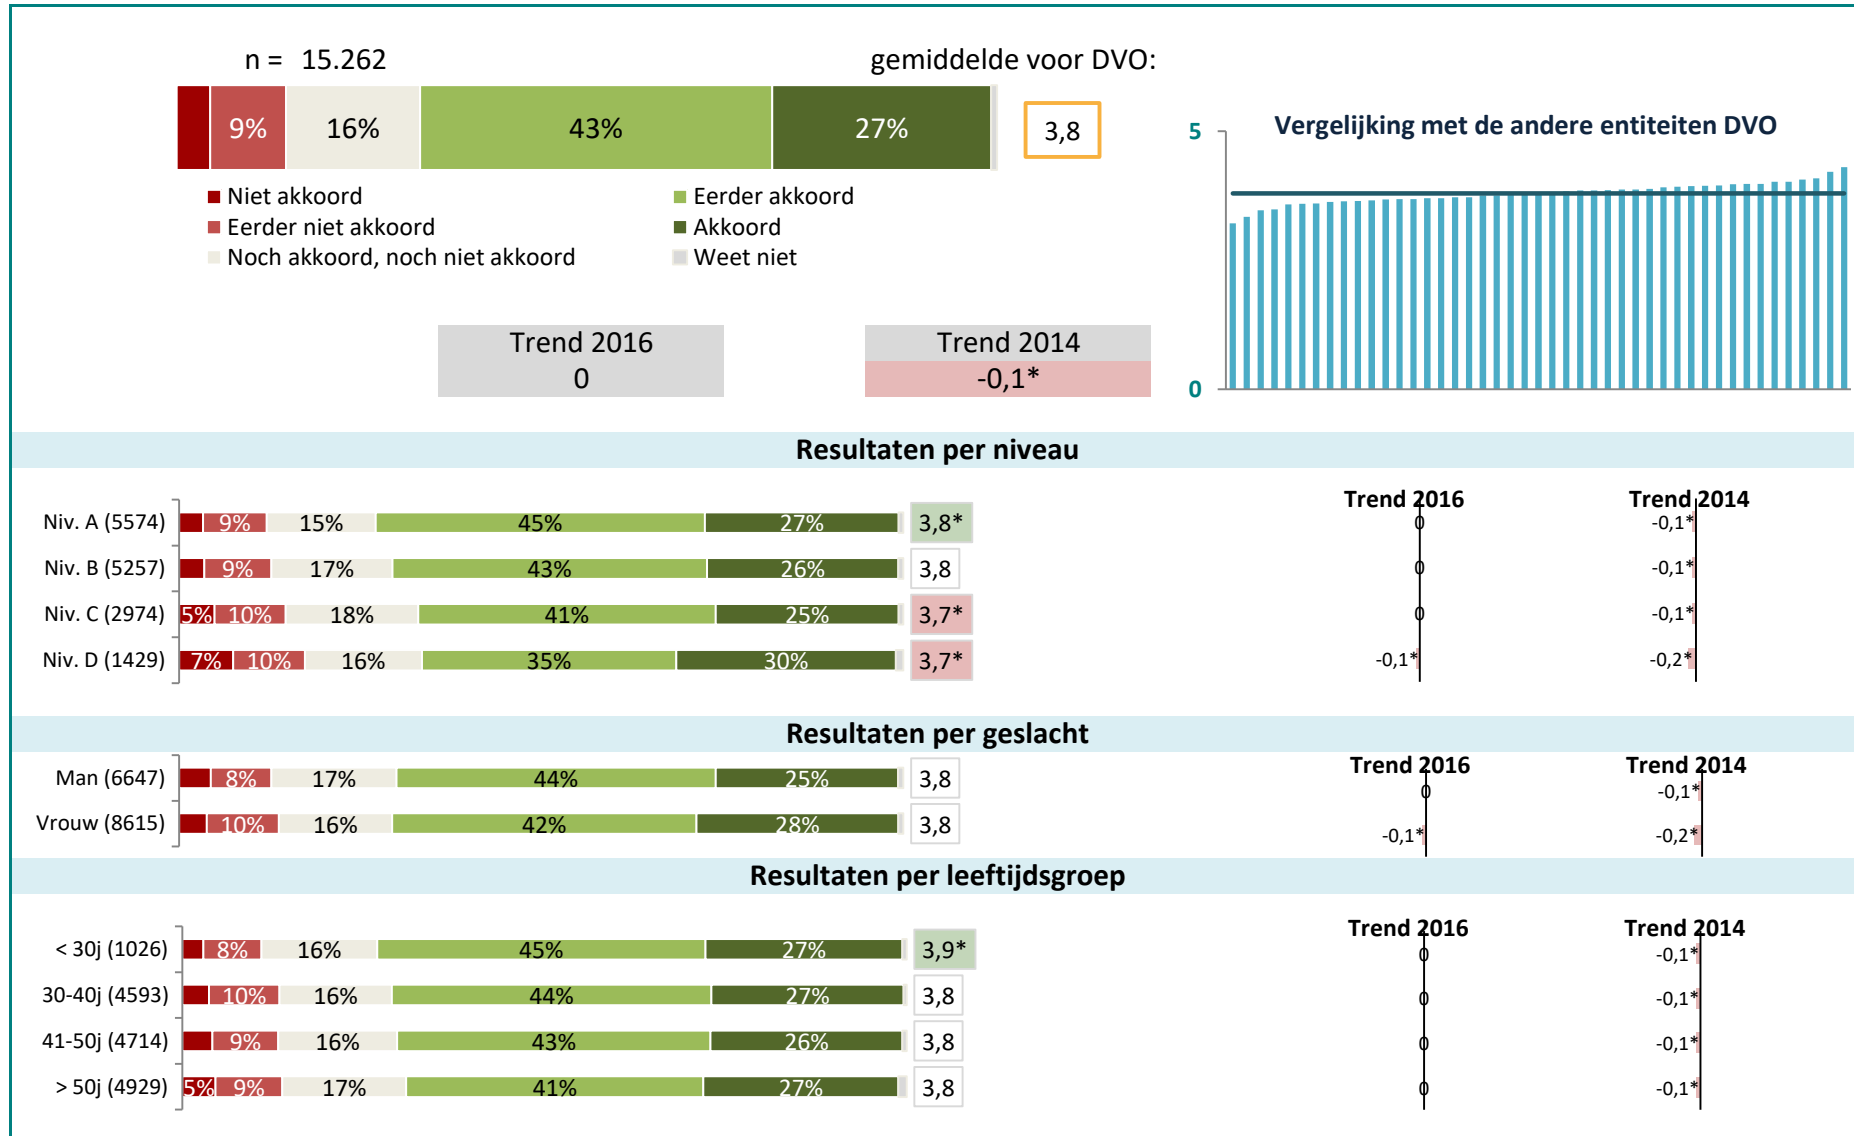 n = 15.262
gemiddelde voor DVO:
9% 16% 43% 27% 3,8
Niet akkoord
Eerder akkoord
Eerder niet akkoord
Akkoord
Noch akkoord, noch niet akkoord
Weet niet
Vergelijking met de andere entiteiten DVO
5
0
Trend 2016
0
Trend 2014
-0,1*
Resultaten per niveau
Trend 2016 Trend 2014
Niv. A (5574) 9% 15% 45% 27% 3,8* 0 -0,1*
Niv. B (5257) 9% 17% 43% 26% 3,8 0 -0,1*
Niv. C (2974) 5% 10% 18% 41% 25% 3,7* 0 -0,1*
Niv. D (1429) 7% 10% 16% 35% 30% 3,7* -0,1* -0,2*
Resultaten per geslacht
Trend 2016 Trend 2014
Man (6647) 8% 17% 44% 25% 3,8 0 -0,1*
Vrouw (8615) 10% 16% 42% 28% 3,8 -0,1* -0,2*
Resultaten per leeftijdsgroep
Trend 2016 Trend 2014
< 30j (1026) 8% 16% 45% 27% 3,9* 0 -0,1*
30-40j (4593) 10% 16% 44% 27% 3,8 0 -0,1*
41-50j (4714) 9% 16% 43% 26% 3,8 0 -0,1*
> 50j (4929) 5% 9% 17% 41% 27% 3,8 0 -0,1*